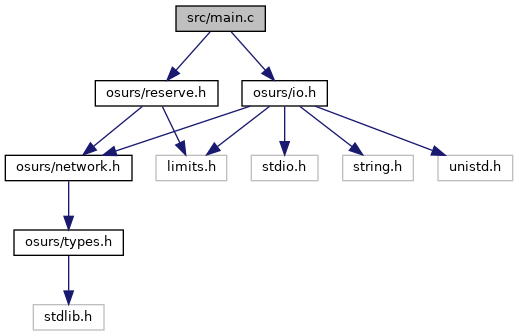 src/main.c
osurs/reserve.h
osurs/io.h
osurs/network.h
limits.h
stdio.h
string.h
unistd.h
osurs/types.h
stdlib.h